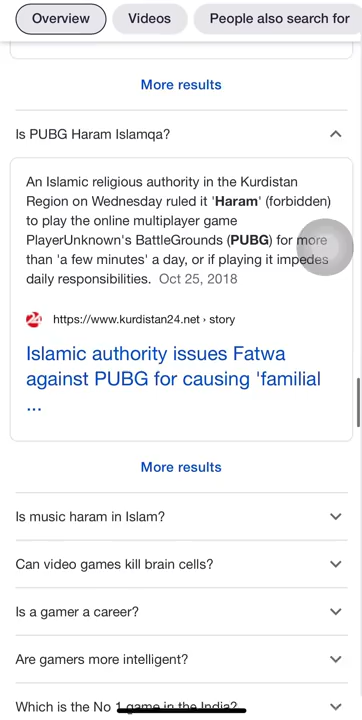 Overview
Videos
People also search for
More results
Is PUBG Haram Islamqa?
An Islamic religious authority in the Kurdistan
Region on Wednesday ruled it 'Haram' (forbidden)
to play the online multiplayer game
PlayerUnknown's BattleGrounds (PUBG) for more
than 'a few minutes' a day, or if playing it impedes
daily responsibilities. Oct 25, 2018
24
https://www.kurdistan24.net › story
Islamic authority issues Fatwa
against PUBG for causing 'familial
...
More results
Is music haram in Islam?
Can video games kill brain cells?
Is a gamer a career?
Are gamers more intelligent?
Which is the No 1 game in the India?